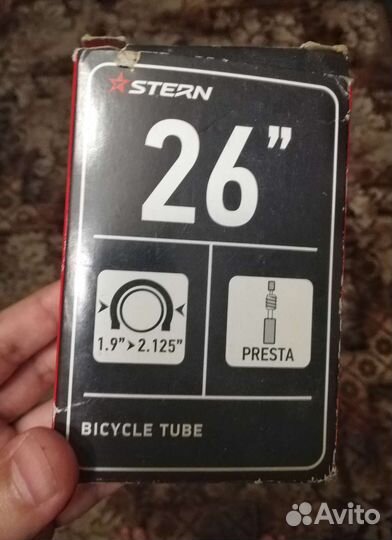 STERN
26”
1.9” > 2.125”
PRESTA
BICYCLE TUBE
Avito